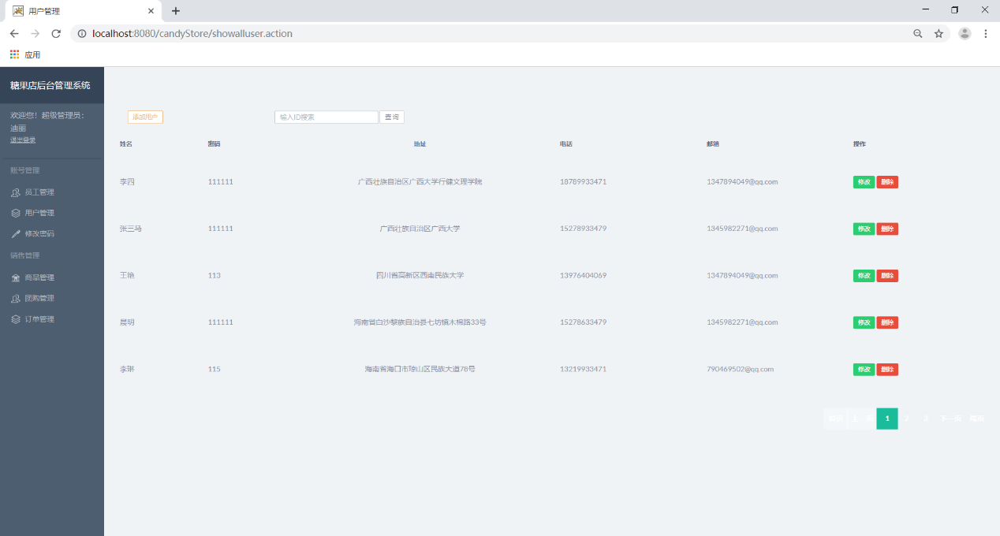 用户管理
localhost:8080/candyStore/showalluser.action
应用
糖果店后台管理系统
欢迎您！超级管理员：
迪丽
退出登录
账号管理
员工管理
用户管理
修改密码
销售管理
商品管理
团购管理
订单管理
添加用户 输入ID搜索 查询
姓名 密码 地址 电话 邮箱 操作
李四 111111 广西壮族自治区广西大学行健文理学院 18789933471 1347894049@qq.com 修改 删除
张三马 111111 广西壮族自治区广西大学 15278933479 1345982271@qq.com 修改 删除
王艳 113 四川省高新区西南民族大学 13976404069 1347894049@qq.com 修改 删除
晨明 111111 海南省白沙黎族自治县七坊镇木棉路33号 15278633479 1345982271@qq.com 修改 删除
李琳 115 海南省海口市琼山区民族大道78号 13219933471 790469502@qq.com 修改 删除
首页 上一页 1 2 3 下一页 尾页